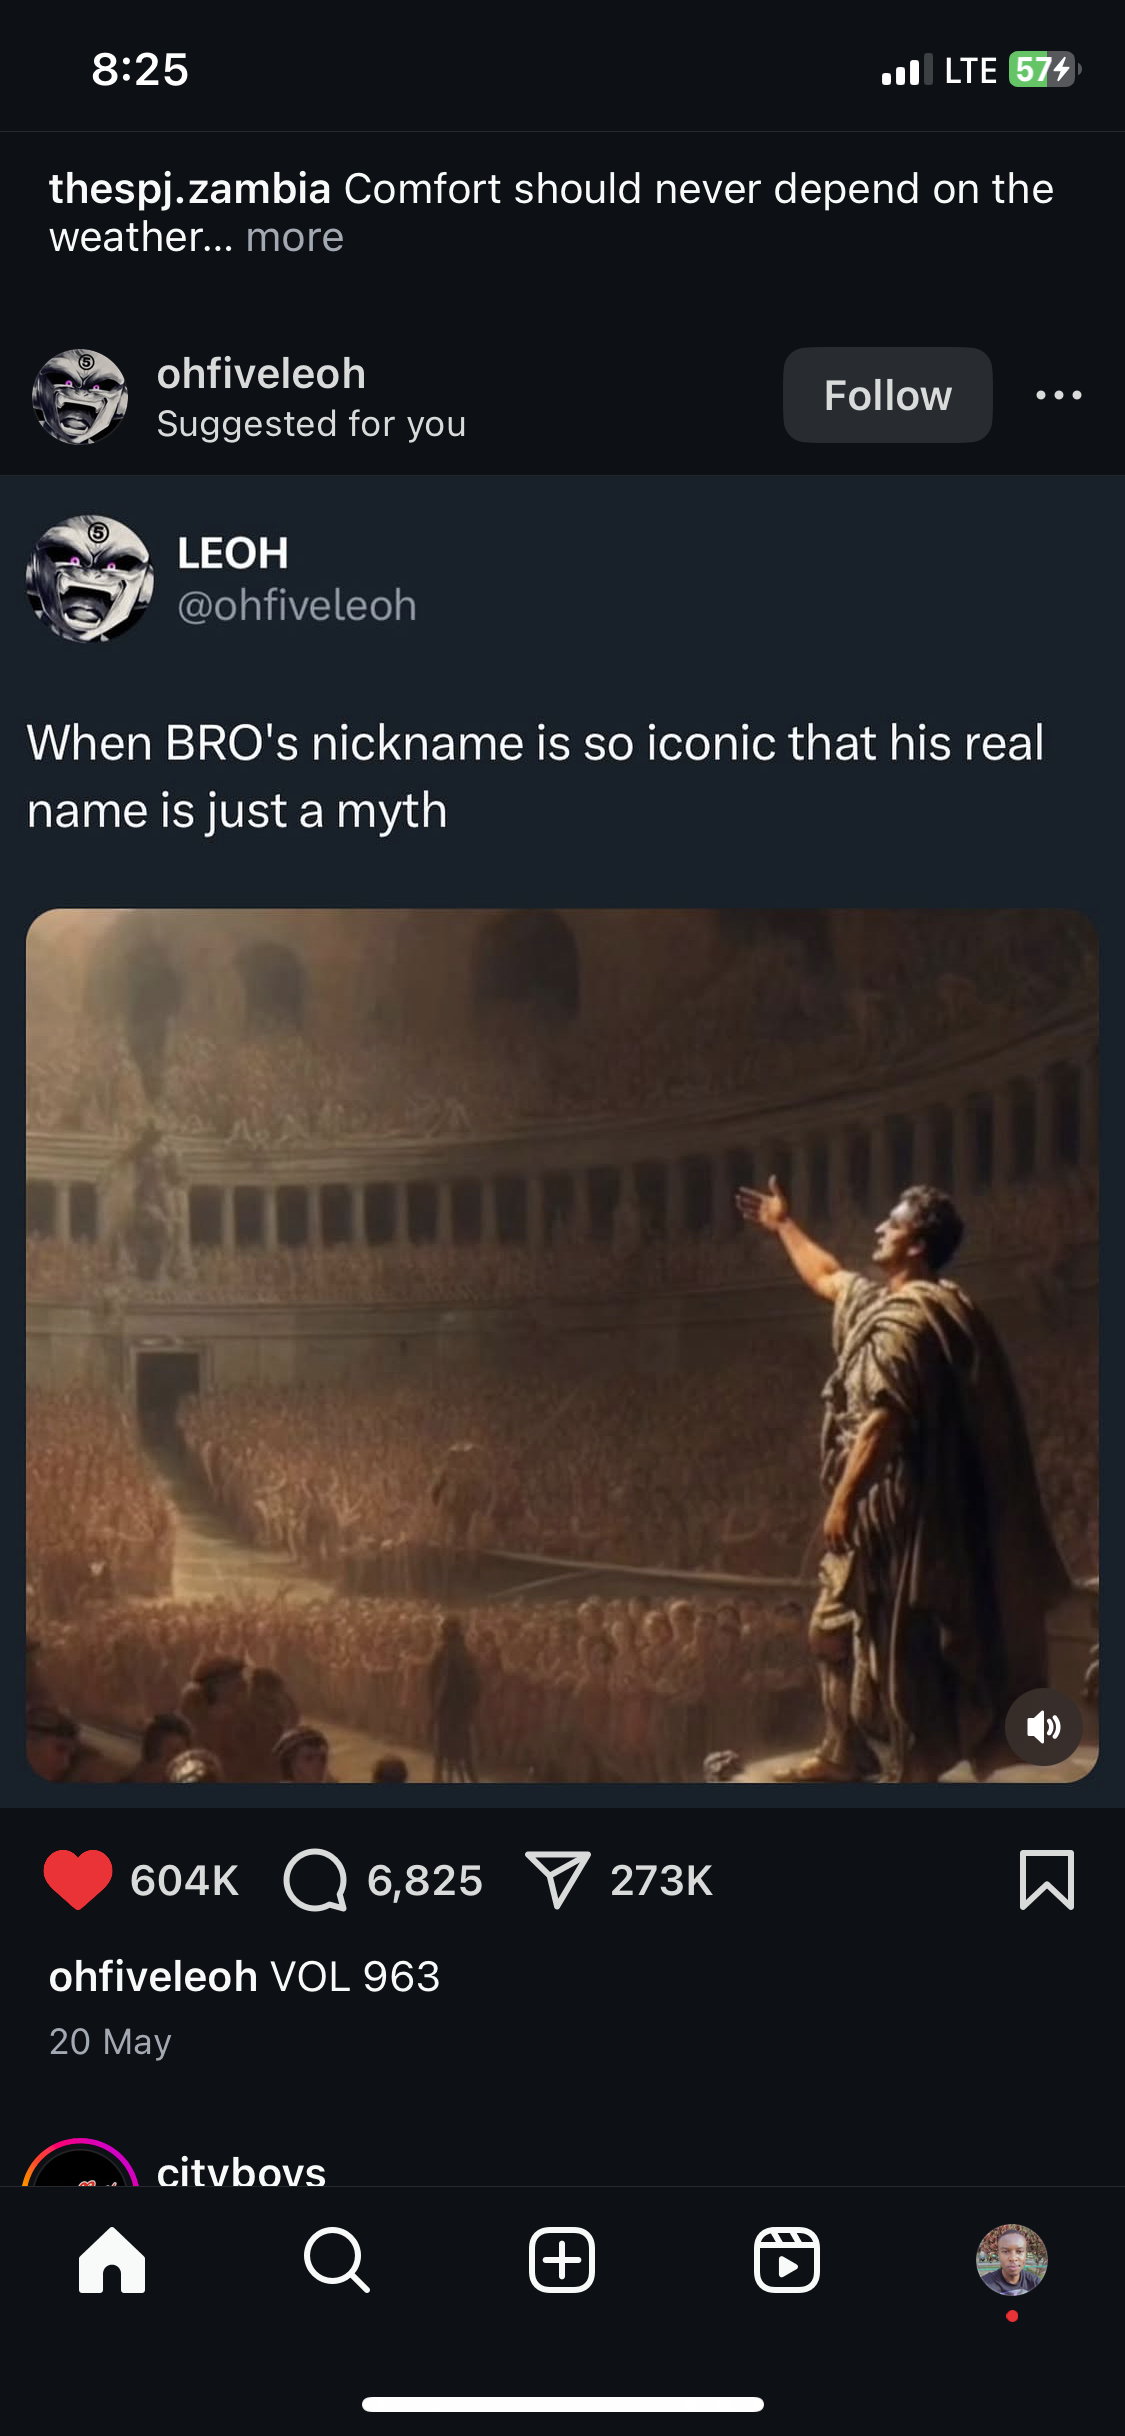 8:25
LTE 57
thespj.zambia Comfort should never depend on the
weather... more
ohfiveleoh
Suggested for you
Follow
LEOH
@ohfiveleoh
When BRO's nickname is so iconic that his real
name is just a myth
604K 6,825 273K
ohfiveleoh VOL 963
20 May
cityboys